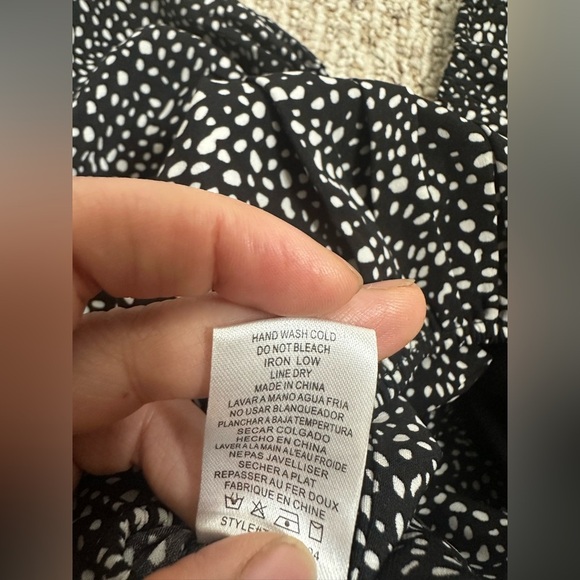 HAND WASH COLD
DO NOT BLEACH
IRON LOW
LINE DRY
MADE IN CHINA
LAVAR A MANO AGUA FRIA
NO USAR BLANQUEADOR
PLANCHAR A BAJA TEMPERTURA
SECAR COLGADO
HECHO EN CHINA
LAVER A LA MAIN A'LEAU FROIDE
NE PAS JAVELLISER
SECHER A PLAT
REPASSER AU FER DOUX
FABRIQUE EN CHINE
STYLE#